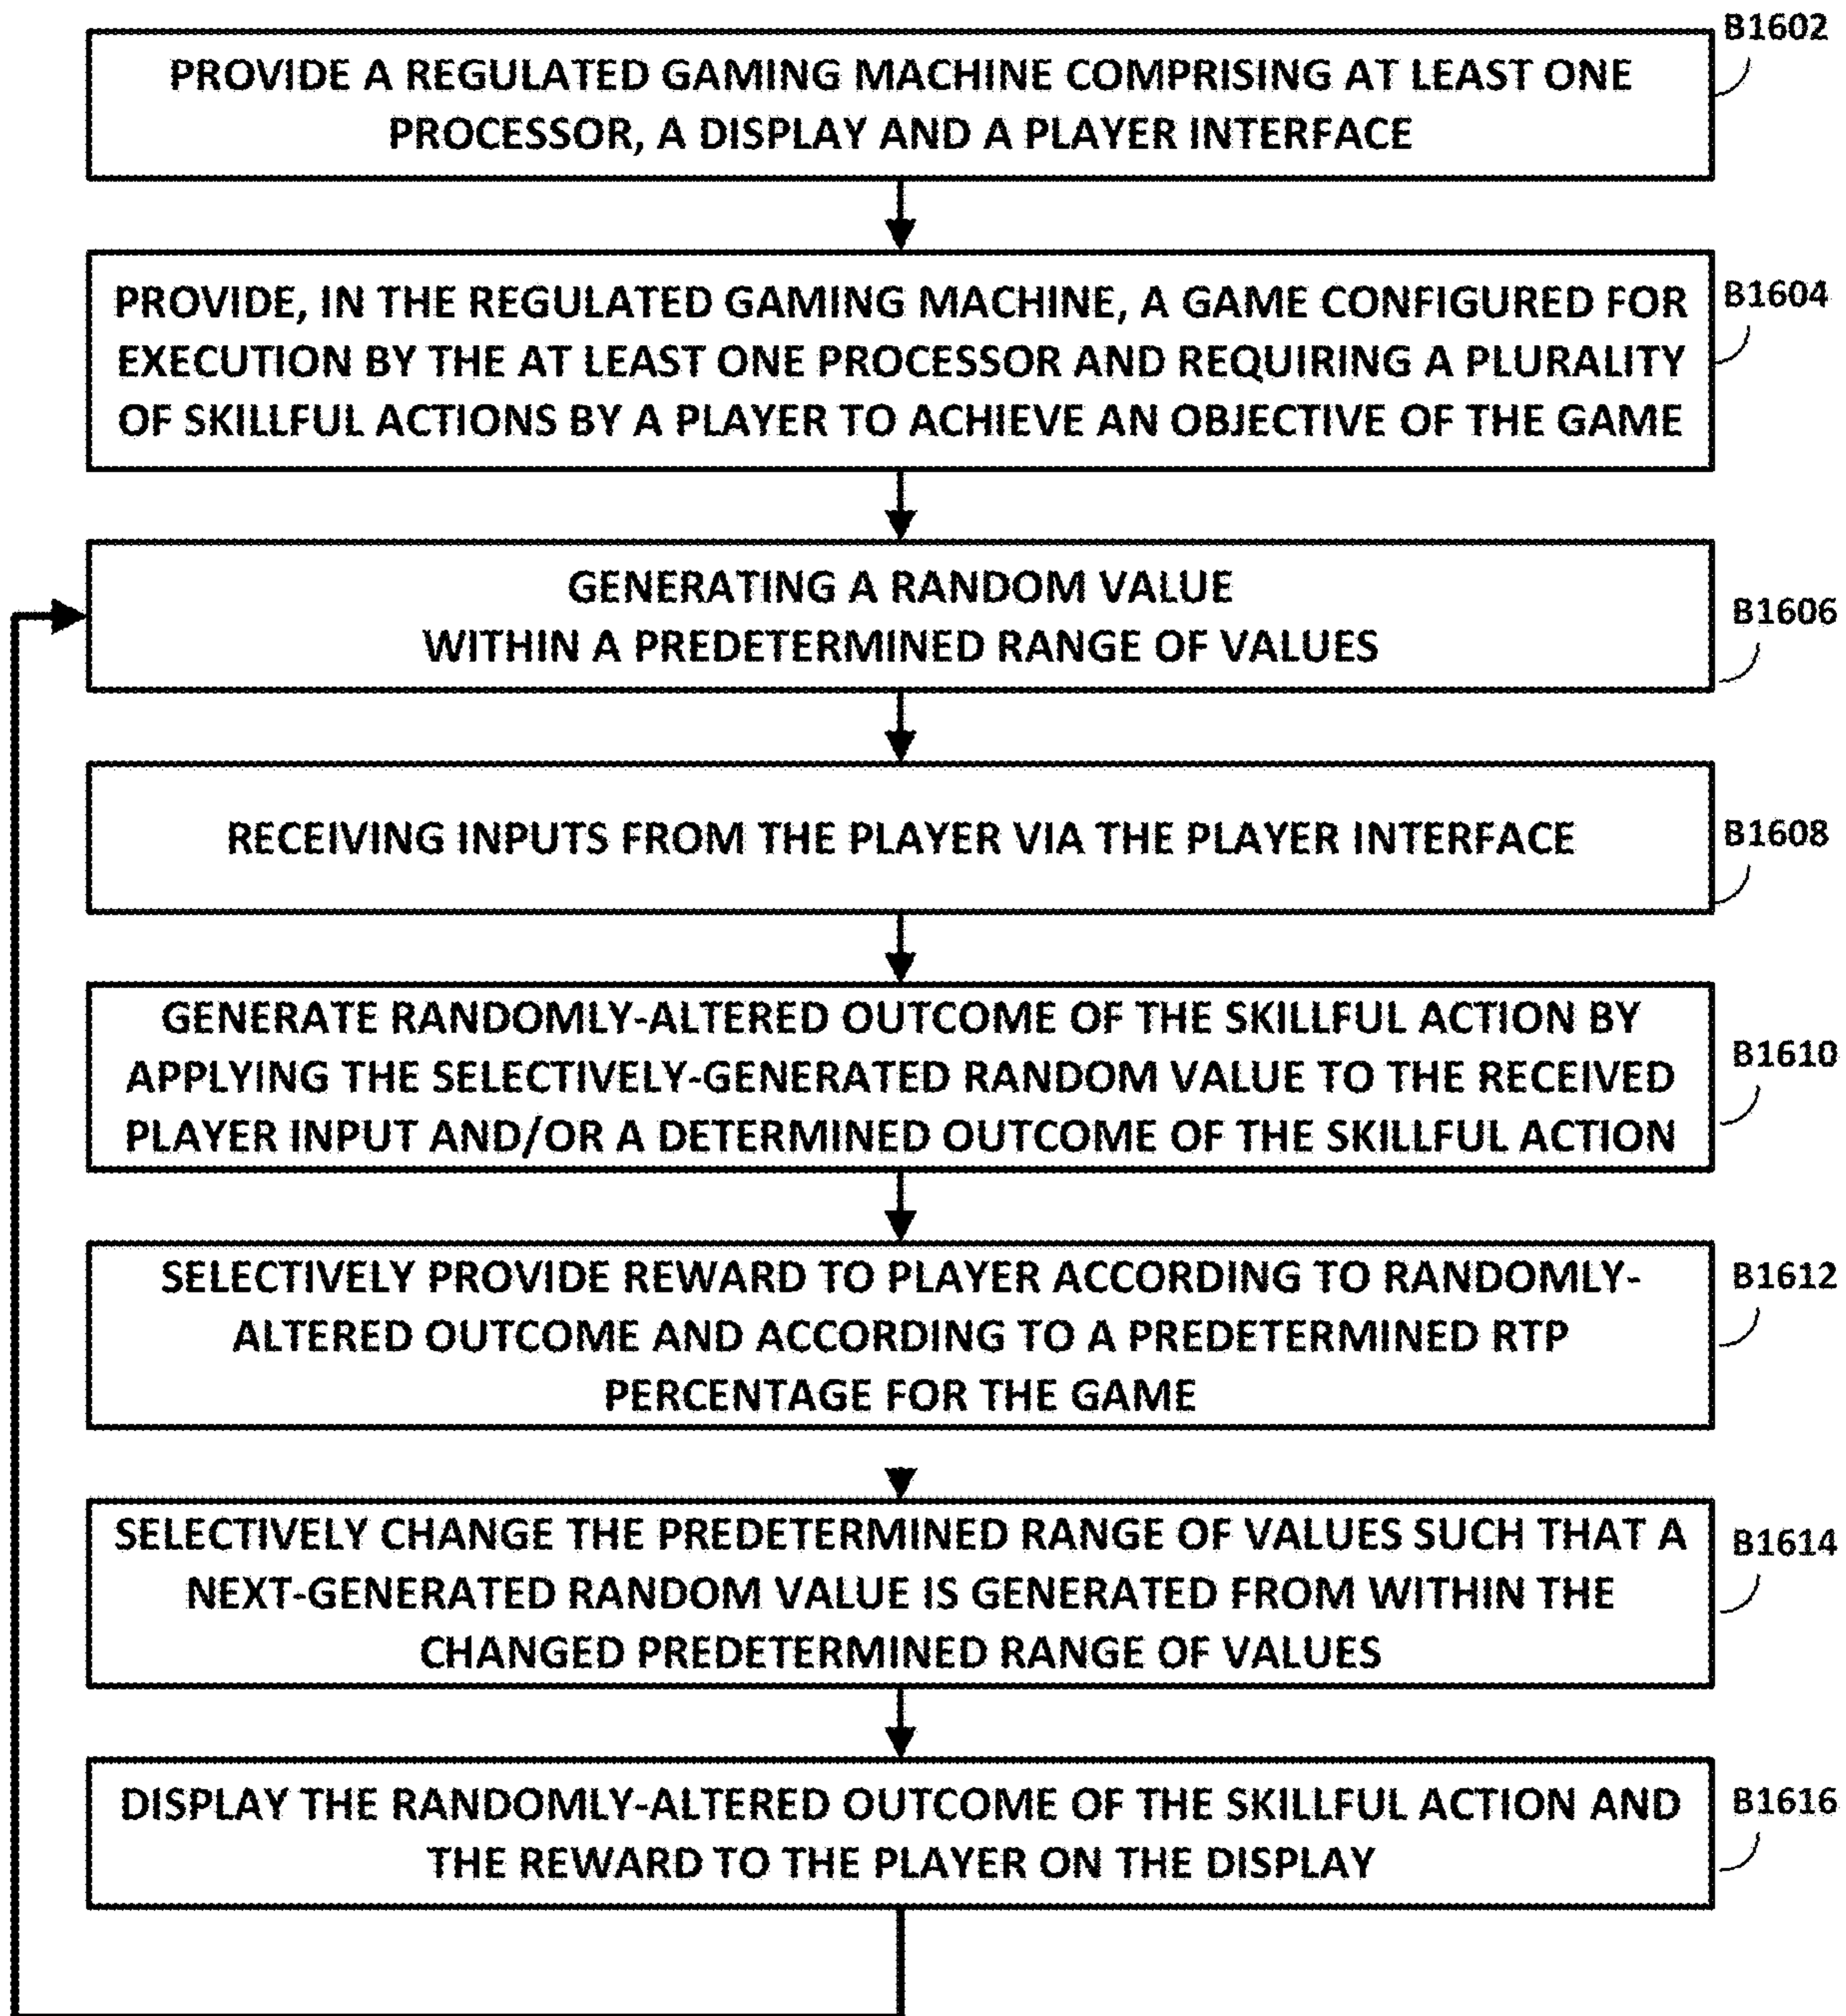 B1602
PROVIDE A REGULATED GAMING MACHINE COMPRISING AT LEAST ONE
PROCESSOR, A DISPLAY AND A PLAYER INTERFACE
B1604
PROVIDE, IN THE REGULATED GAMING MACHINE, A GAME CONFIGURED FOR
EXECUTION BY THE AT LEAST ONE PROCESSOR AND REQUIRING A PLURALITY
OF SKILLFUL ACTIONS BY A PLAYER TO ACHIEVE AN OBJECTIVE OF THE GAME
GENERATING A RANDOM VALUE
B1606
WITHIN A PREDETERMINED RANGE OF VALUES
RECEIVING INPUTS FROM THE PLAYER VIA THE PLAYER INTERFACE
B1608
GENERATE RANDOMLY-ALTERED OUTCOME OF THE SKILLFUL ACTION BY
B1610
APPLYING THE SELECTIVELY-GENERATED RANDOM VALUE TO THE RECEIVED
PLAYER INPUT AND/OR A DETERMINED OUTCOME OF THE SKILLFUL ACTION
SELECTIVELY PROVIDE REWARD TO PLAYER ACCORDING TO RANDOMLY-
B1612
ALTERED OUTCOME AND ACCORDING TO A PREDETERMINED RTP
PERCENTAGE FOR THE GAME
SELECTIVELY CHANGE THE PREDETERMINED RANGE OF VALUES SUCH THAT A
B1614
NEXT-GENERATED RANDOM VALUE IS GENERATED FROM WITHIN THE
CHANGED PREDETERMINED RANGE OF VALUES
DISPLAY THE RANDOMLY-ALTERED OUTCOME OF THE SKILLFUL ACTION AND
B1616
THE REWARD TO THE PLAYER ON THE DISPLAY